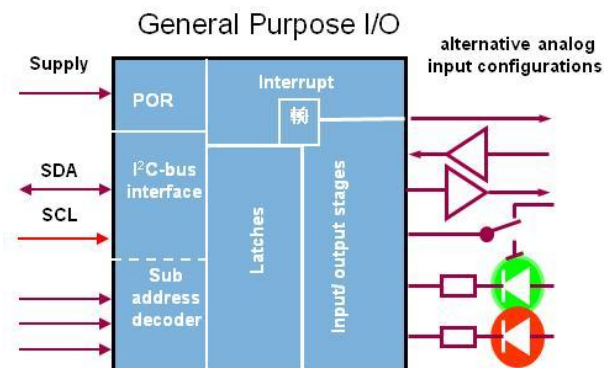 General Purpose I/O
alternative analog
input configurations
Supply
POR
Interrupt
SDA
I²C-bus
interface
SCL
Latches
Input/ output stages
Sub
address
decoder